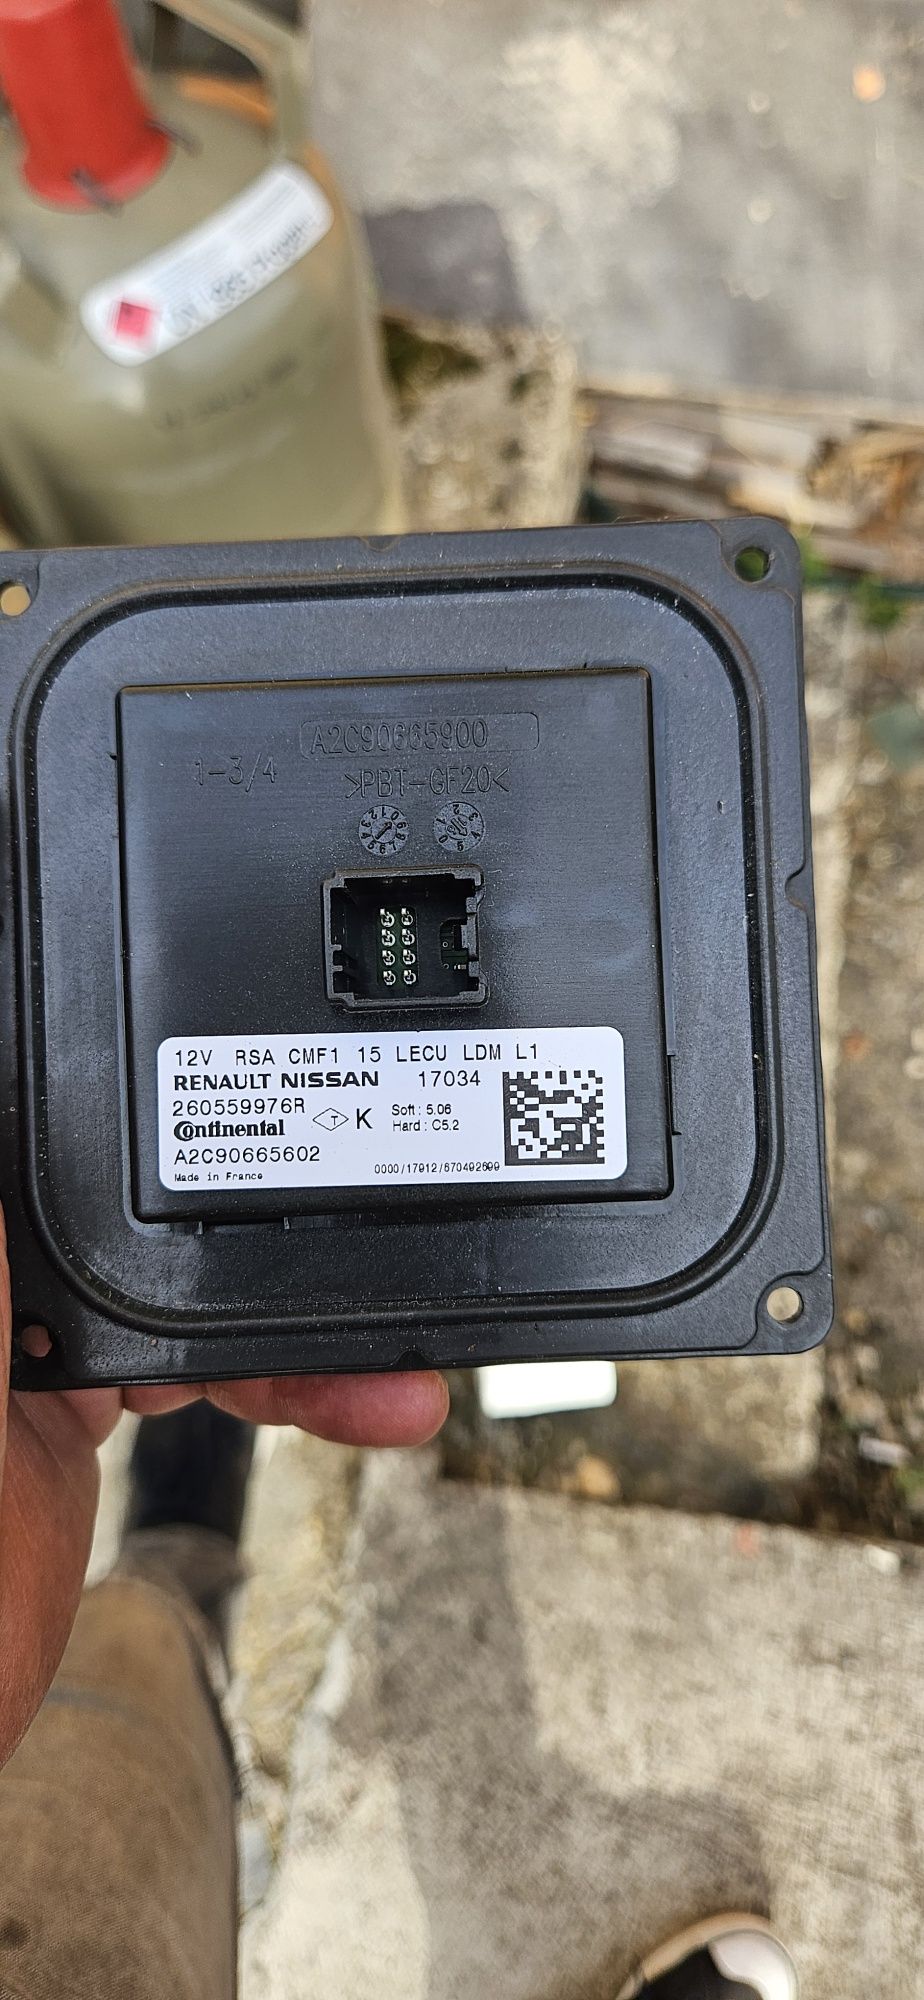 A2C90665900
1-3/4
>PBT-GF20<
12V RSA CMF1 15 LECU LDM L1
RENAULT NISSAN 17034
260559976R
Continental T K Soft: 5.06
Hard: C5.2
A2C90665602
Made in France 0000/17912/670492699